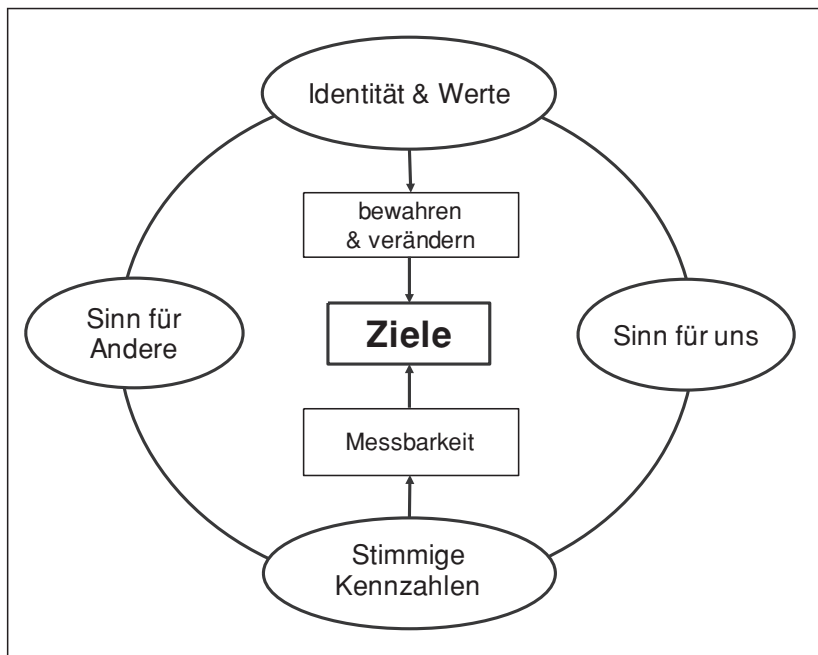 Identität & Werte
bewahren
& verändern
Sinn für
Andere
Ziele
Sinn für uns
Messbarkeit
Stimmige
Kennzahlen